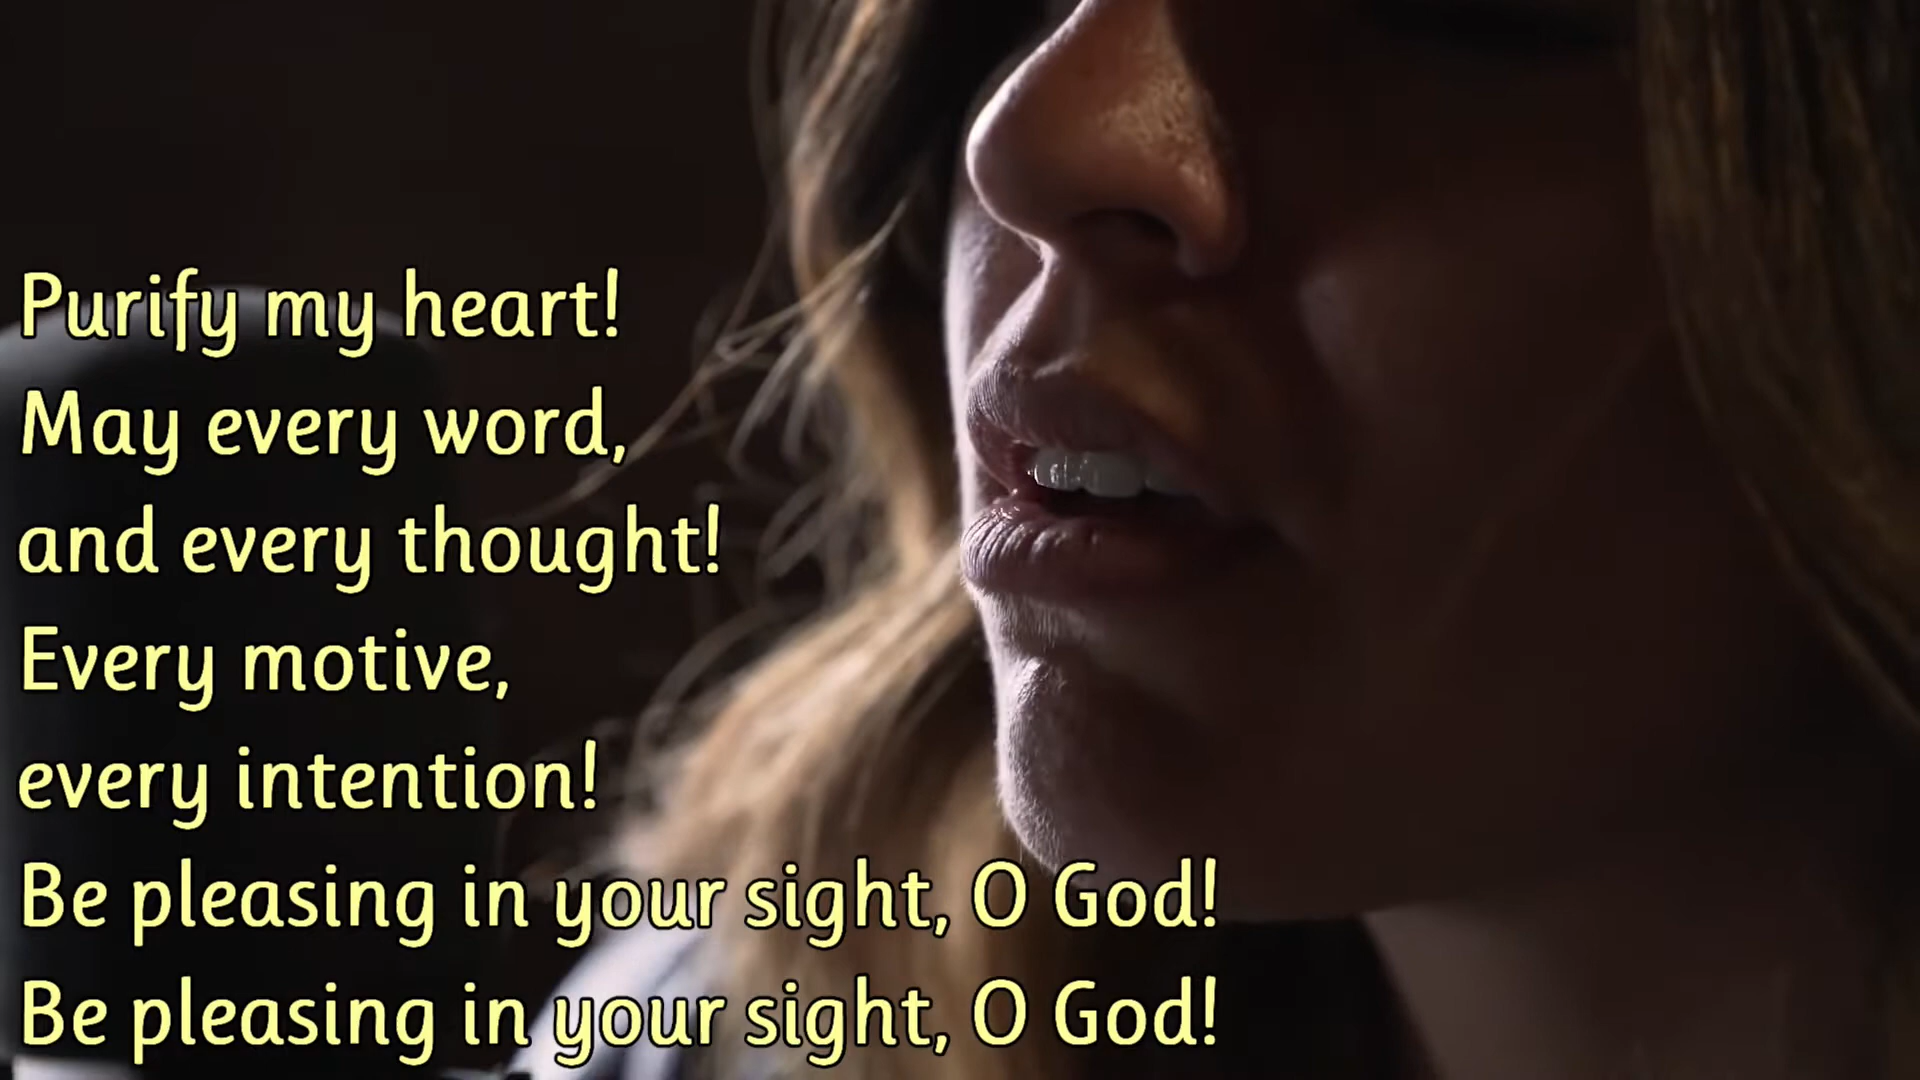 Purify my heart!
May every word,
and every thought!
Every motive,
every intention!
Be pleasing in your sight, O God!
Be pleasing in your sight, O God!